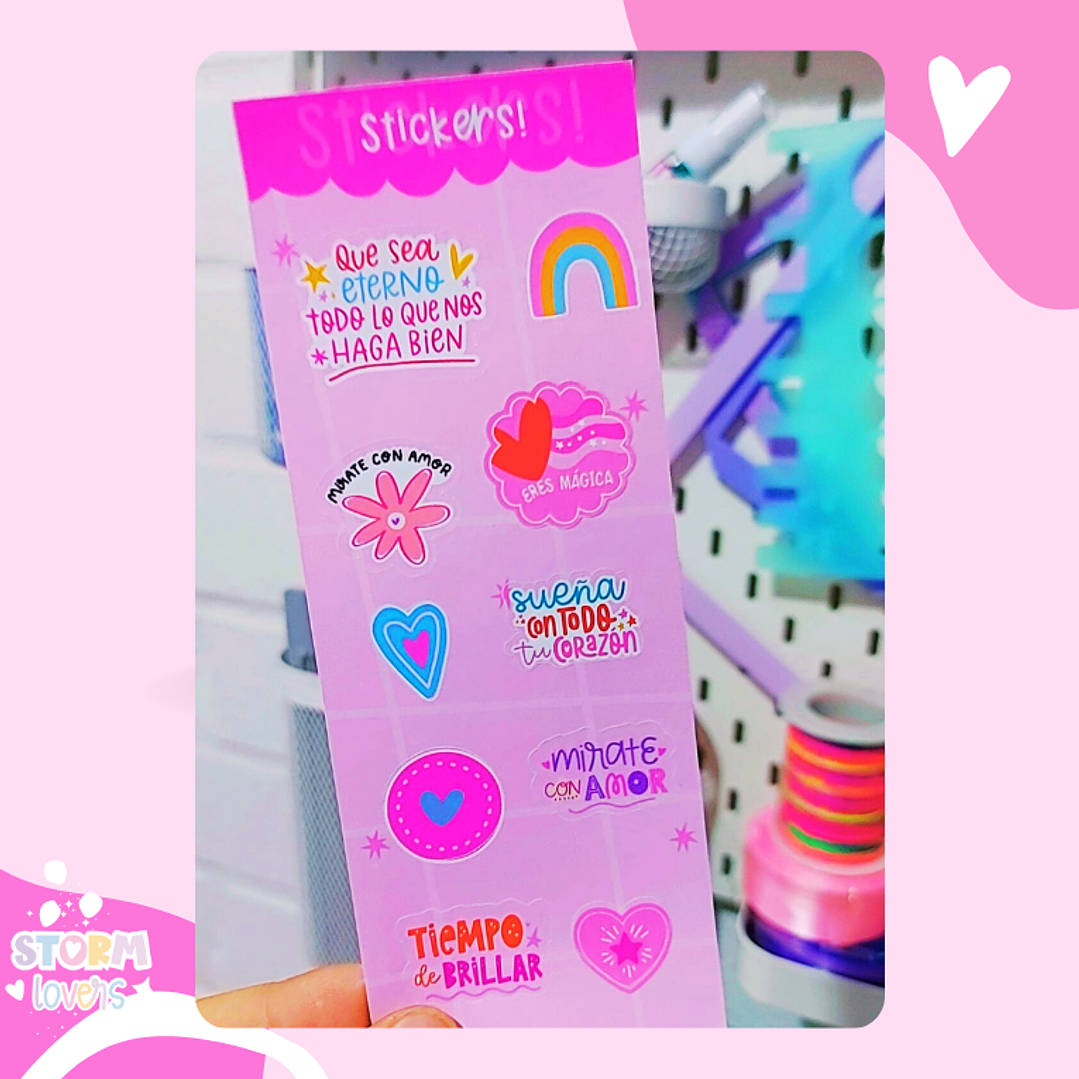 Stickers!
Stickers!
Que sea
eterno
todo lo que nos
haga bien
Mirate con amor
Eres mágica
sueña
con todo
tu corazón
mirate
con amor
Tiempo
de brillar
STORM
lovers